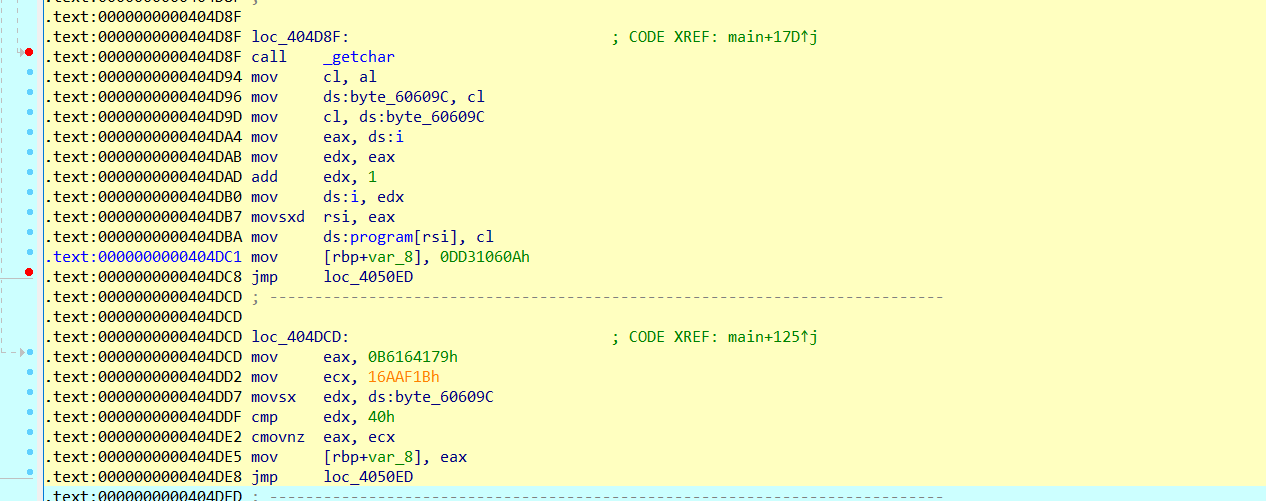 .text:0000000000404D8F ;
.text:0000000000404D8F
.text:0000000000404D8F loc_404D8F: ; CODE XREF: main+17D↑j
.text:0000000000404D8F call _getchar
.text:0000000000404D94 mov cl, al
.text:0000000000404D96 mov ds:byte_60609C, cl
.text:0000000000404D9D mov cl, ds:byte_60609C
.text:0000000000404DA4 mov eax, ds:i
.text:0000000000404DAB mov edx, eax
.text:0000000000404DAD add edx, 1
.text:0000000000404DB0 mov ds:i, edx
.text:0000000000404DB7 movsxd rsi, eax
.text:0000000000404DBA mov ds:program[rsi], cl
.text:0000000000404DC1 mov [rbp+var_8], 0DD31060Ah
.text:0000000000404DC8 jmp loc_4050ED
.text:0000000000404DCD ; ---------------------------------------------------------------------------
.text:0000000000404DCD
.text:0000000000404DCD loc_404DCD: ; CODE XREF: main+125↑j
.text:0000000000404DCD mov eax, 0B6164179h
.text:0000000000404DD2 mov ecx, 16AAF1Bh
.text:0000000000404DD7 movsx edx, ds:byte_60609C
.text:0000000000404DDF cmp edx, 40h
.text:0000000000404DE2 cmovnz eax, ecx
.text:0000000000404DE5 mov [rbp+var_8], eax
.text:0000000000404DE8 jmp loc_4050ED
.text:0000000000404DED ; ---------------------------------------------------------------------------